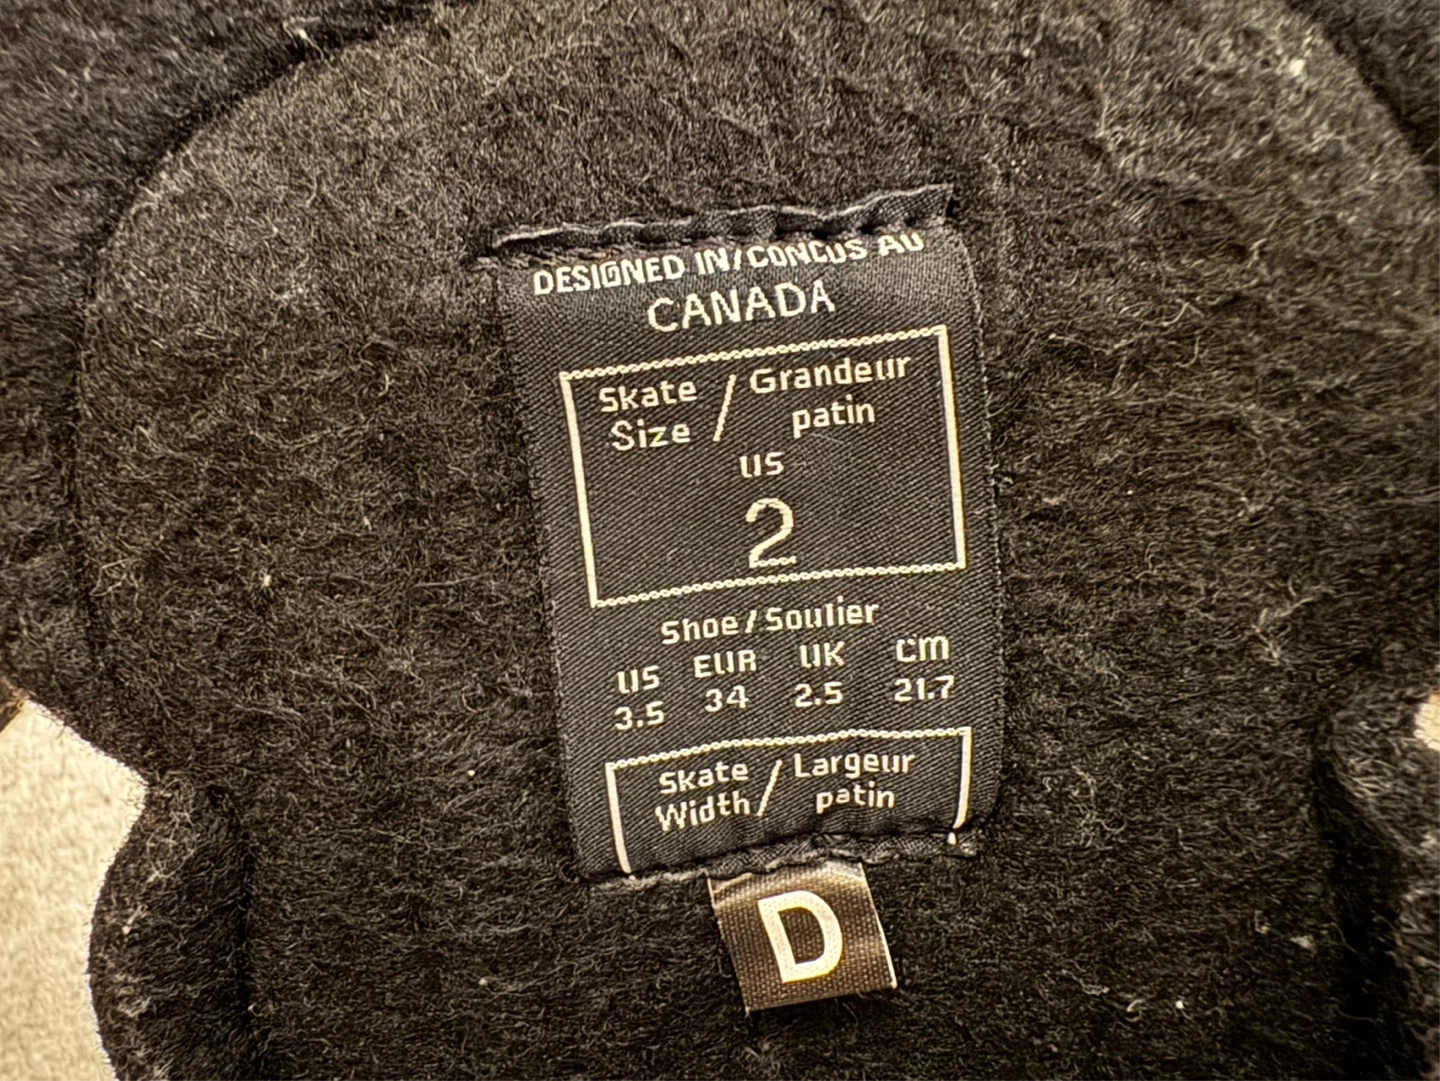 DESIGNED IN/CONCUS AU
CANADA
Skate / Grandeur
Size patin
US
2
Shoe/Soulier
US EUR UK cm
3.5 34 2.5 21.7
Skate / Largeur
Width patin
D